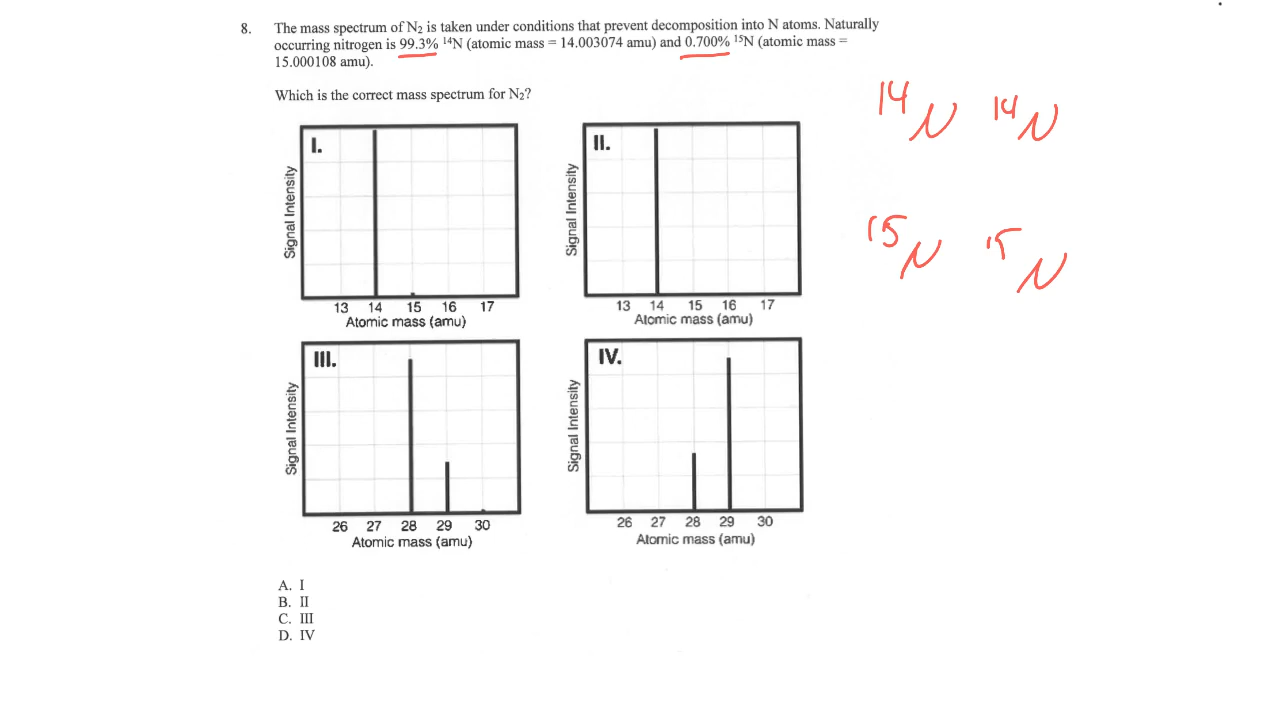 8. The mass spectrum of N₂ is taken under conditions that prevent decomposition into N atoms. Naturally
occurring nitrogen is 99.3% ¹⁴N (atomic mass = 14.003074 amu) and 0.700% ¹⁵N (atomic mass =
15.000108 amu).
Which is the correct mass spectrum for N₂?
¹⁴N ¹⁴N
I.
Signal Intensity
13 14 15 16 17
Atomic mass (amu)
II.
Signal Intensity
13 14 15 16 17
Atomic mass (amu)
¹⁵N ¹⁵N
III.
Signal Intensity
26 27 28 29 30
Atomic mass (amu)
IV.
Signal Intensity
26 27 28 29 30
Atomic mass (amu)
A. I
B. II
C. III
D. IV